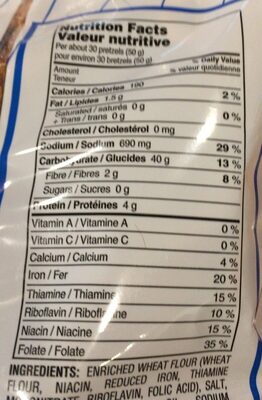 Nutrition Facts
Valeur nutritive
Per about 30 pretzels (50 g)
pour environ 30 bretzels (50 g)
Amount
Teneur
% Daily Value
% valeur quotidienne
Calories / Calories 190
Fat / Lipides 1.5 g 2 %
Saturated / saturés 0 g
+ Trans / trans 0 g 0 %
Cholesterol / Cholestérol 0 mg
Sodium / Sodium 690 mg 29 %
Carbohydrate / Glucides 40 g 13 %
Fibre / Fibres 2 g 8 %
Sugars / Sucres 0 g
Protein / Protéines 4 g
Vitamin A / Vitamine A 0 %
Vitamin C / Vitamine C 0 %
Calcium / Calcium 4 %
Iron / Fer 20 %
Thiamine / Thiamine 15 %
Riboflavin / Riboflavine 10 %
Niacin / Niacine 15 %
Folate / Folate 35 %
INGREDIENTS: ENRICHED WHEAT FLOUR (WHEAT
FLOUR, NIACIN, REDUCED IRON, THIAMINE
MONONITRATE, RIBOFLAVIN, FOLIC ACID), SALT,
SODIUM